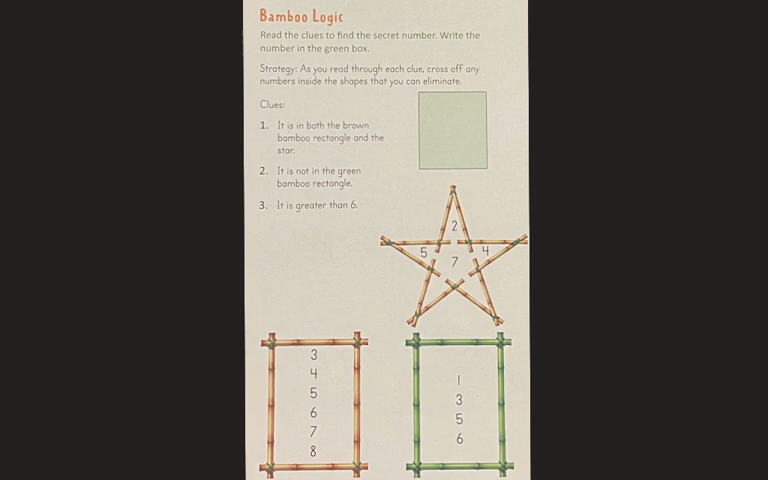 Bamboo Logic
Read the clues to find the secret number. Write the
number in the green box.
Strategy: As you read through each clue, cross off any
numbers inside the shapes that you can eliminate.
Clues:
1. It is in both the brown
bamboo rectangle and the
star.
2. It is not in the green
bamboo rectangle.
3. It is greater than 6.
2
5
4
7
3
4
5
6
7
8
1
3
5
6